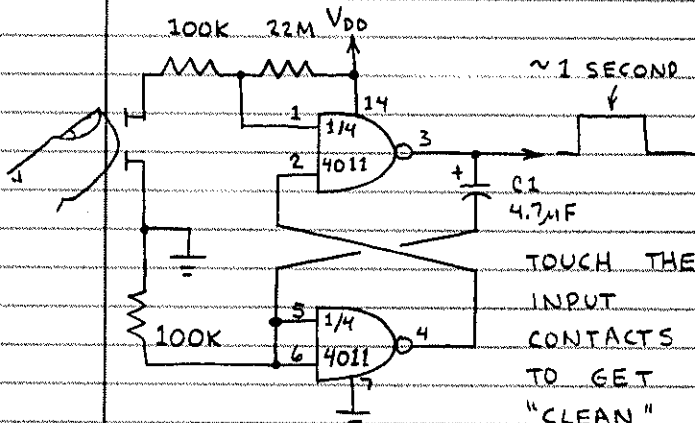 100K 22M VDD
~ 1 SECOND
14
1 1/4 3
2 4011
+ C1
4.7µF
TOUCH THE
INPUT
5 1/4
CONTACTS
100K 6 4011 4
TO GET
7
"CLEAN"